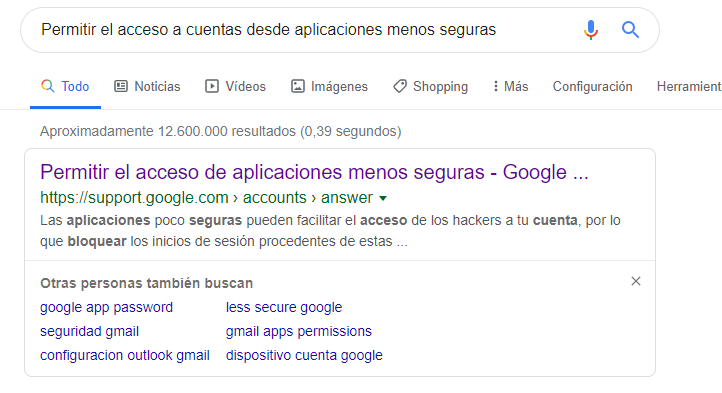 Permitir el acceso a cuentas desde aplicaciones menos seguras
Todo Noticias Vídeos Imágenes Shopping Más Configuración Herramient
Aproximadamente 12.600.000 resultados (0,39 segundos)
Permitir el acceso de aplicaciones menos seguras - Google ...
https://support.google.com › accounts › answer
Las aplicaciones poco seguras pueden facilitar el acceso de los hackers a tu cuenta, por lo
que bloquear los inicios de sesión procedentes de estas ...
Otras personas también buscan
google app password less secure google
seguridad gmail gmail apps permissions
configuracion outlook gmail dispositivo cuenta google